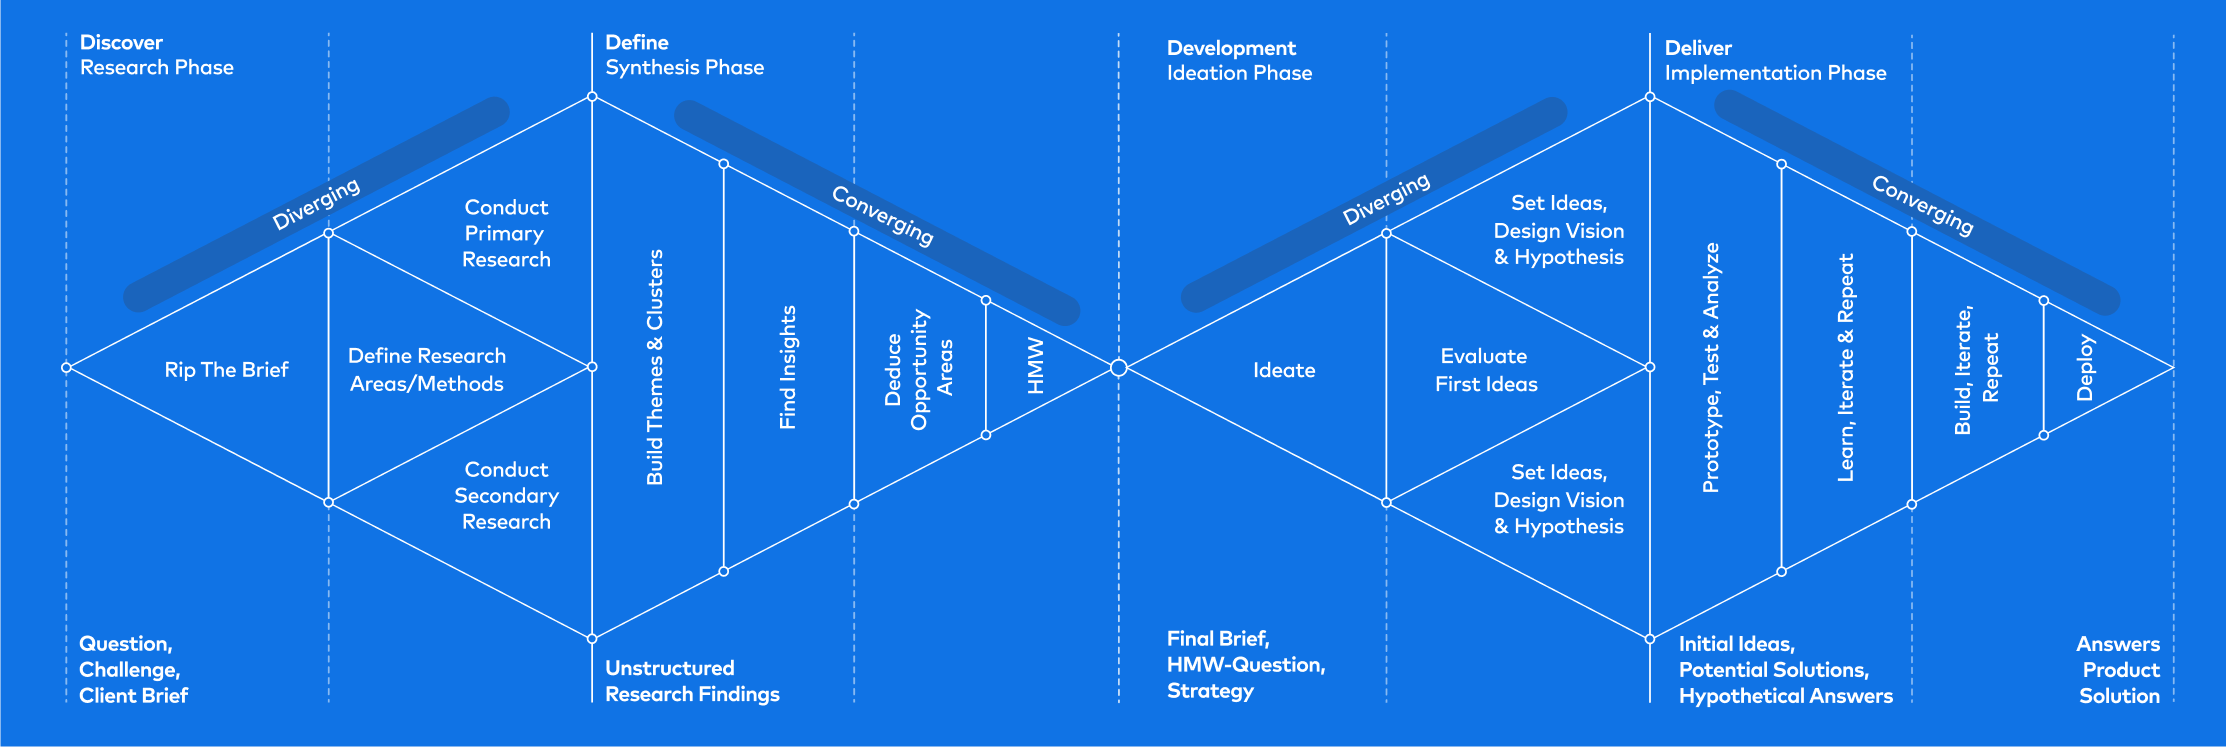 Discover
Research Phase
Define
Synthesis Phase
Development
Ideation Phase
Deliver
Implementation Phase
Diverging
Converging
Diverging
Converging
Rip The Brief
Define Research
Areas/Methods
Conduct
Primary
Research
Conduct
Secondary
Research
Build Themes & Clusters
Find Insights
Deduce
Opportunity
Areas
HMW
Ideate
Evaluate
First Ideas
Set Ideas,
Design Vision
& Hypothesis
Set Ideas,
Design Vision
& Hypothesis
Prototype, Test & Analyze
Learn, Iterate & Repeat
Build, Iterate,
Repeat
Deploy
Question,
Challenge,
Client Brief
Unstructured
Research Findings
Final Brief,
HMW-Question,
Strategy
Initial Ideas,
Potential Solutions,
Hypothetical Answers
Answers
Product
Solution